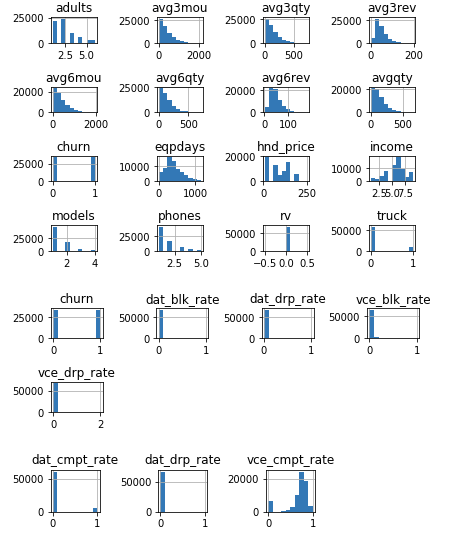 adults avg3mou avg3qty avg3rev
25000 50000 25000 25000
0 0 0 0
2.5 5.0 0 2000 0 500 0 200
avg6mou avg6qty avg6rev avgqty
20000 25000 20000 20000
0 0 0 0
0 2000 0 500 0 100 0 500
churn eqpdays hnd_price income
25000 10000 20000 10000
0 0 0 0
0 1 0 1000 0 250 2.5 5.0 7.5
models phones rv truck
25000 25000 50000 50000
0 0 0 0
2 4 2.5 5.0 −0.5 0.0 0.5 0 1
churn dat_blk_rate dat_drp_rate vce_blk_rate
25000 50000 50000 50000
0 0 0 0
0 1 0 1 0 1 0 1
vce_drp_rate
50000
0
0 2
dat_cmpt_rate dat_drp_rate vce_cmpt_rate
50000 50000 20000
0 0 0
0 1 0 1 0 1